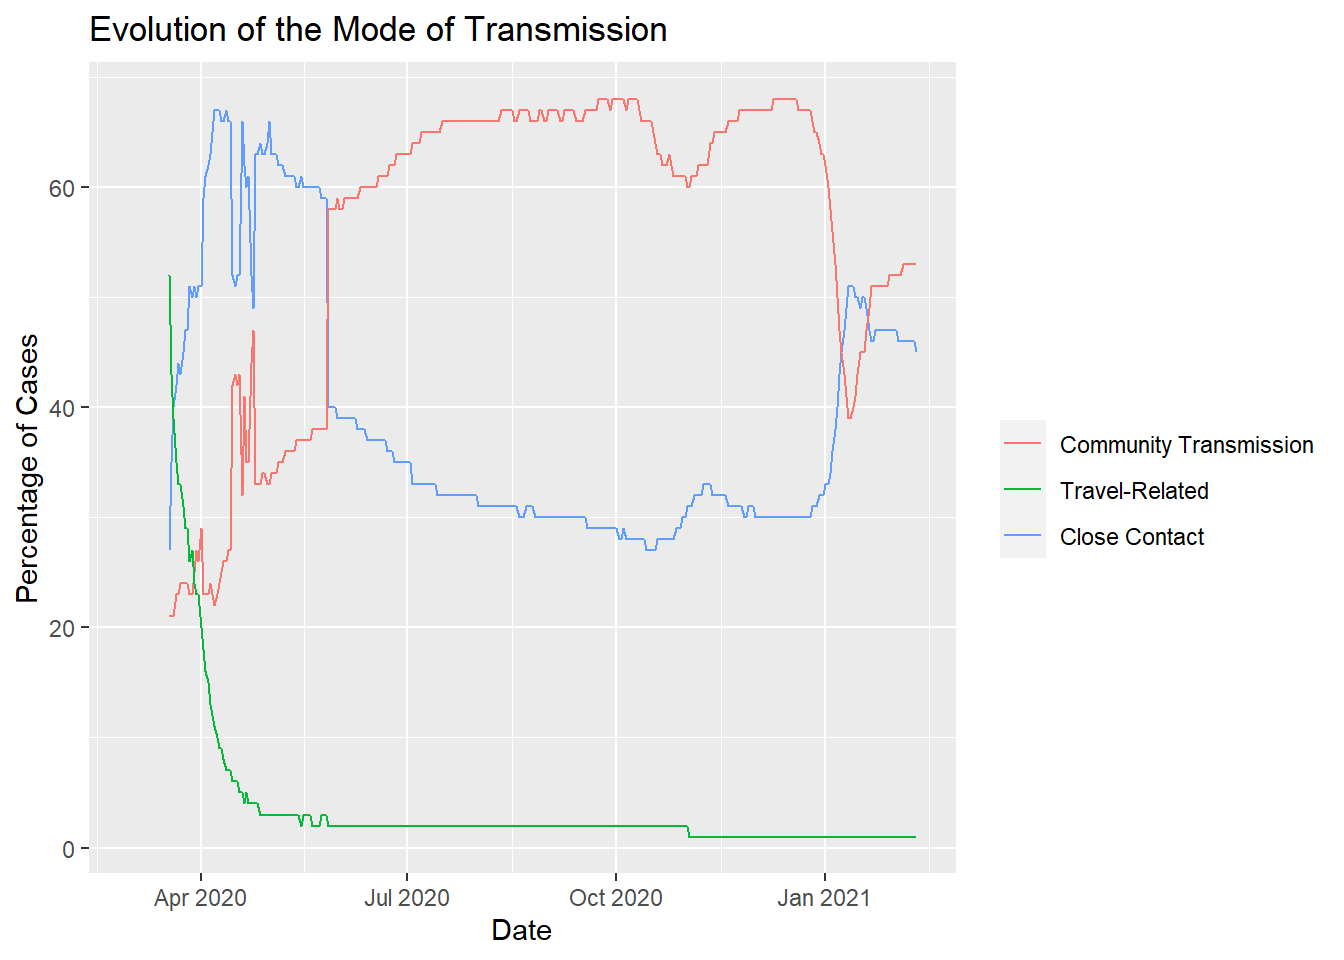 Evolution of the Mode of Transmission
Percentage of Cases
60
40
20
0
Apr 2020
Jul 2020
Oct 2020
Jan 2021
Date
Community Transmission
Travel-Related
Close Contact